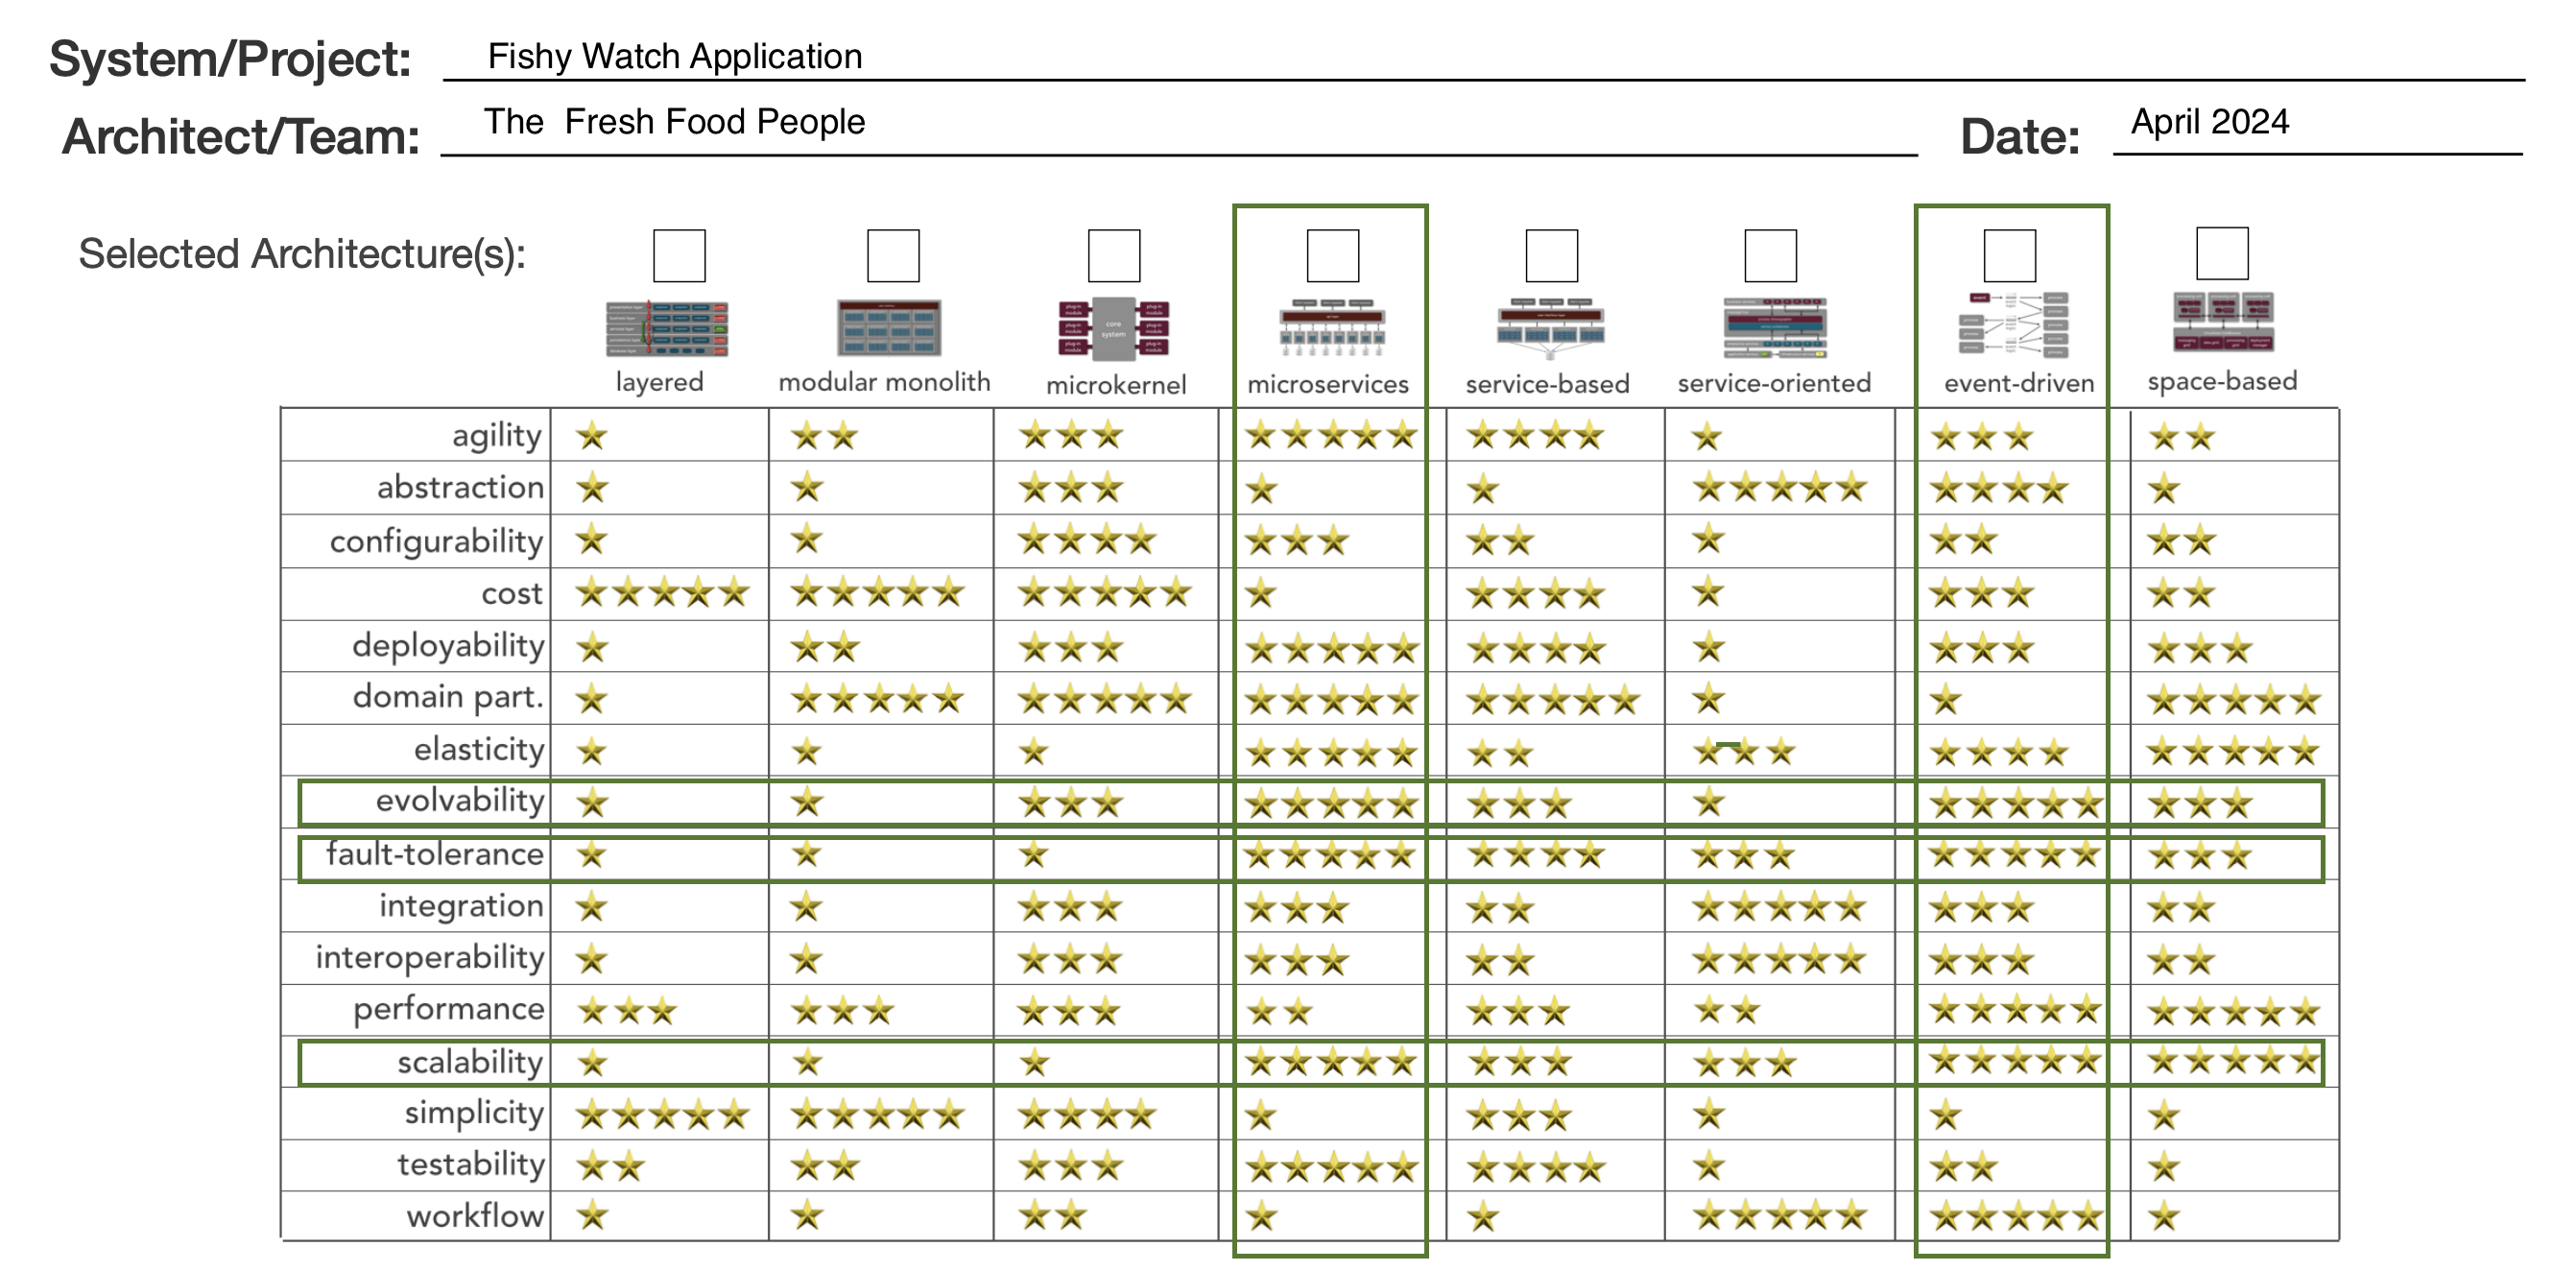 System/Project: Fishy Watch Application
Architect/Team: The Fresh Food People Date: April 2024
Selected Architecture(s):
core
system
layered modular monolith microkernel microservices service-based service-oriented event-driven space-based
agility
abstraction
configurability
cost
deployability
domain part.
elasticity
evolvability
fault-tolerance
integration
interoperability
performance
scalability
simplicity
testability
workflow